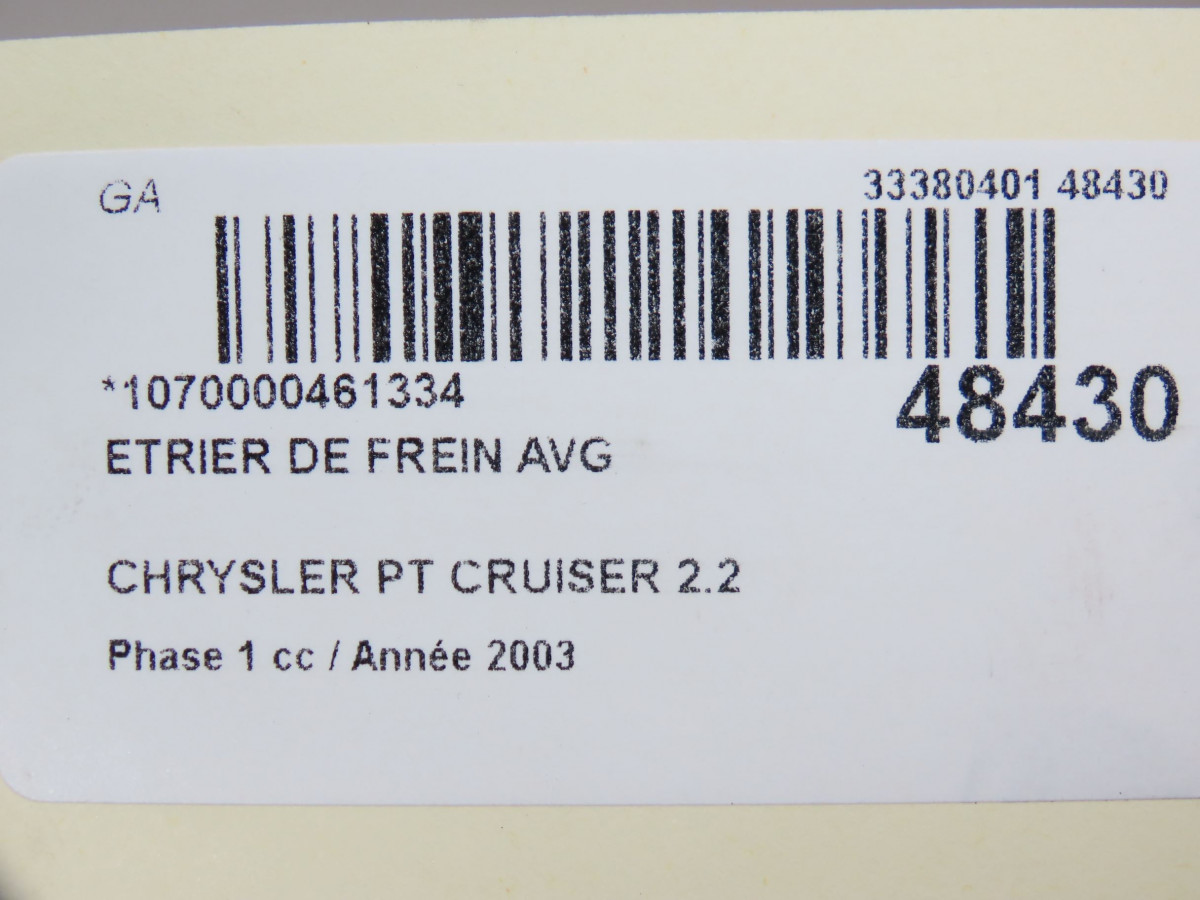 GA
33380401 48430
*1070000461334
48430
ETRIER DE FREIN AVG
CHRYSLER PT CRUISER 2.2
Phase 1 cc / Année 2003